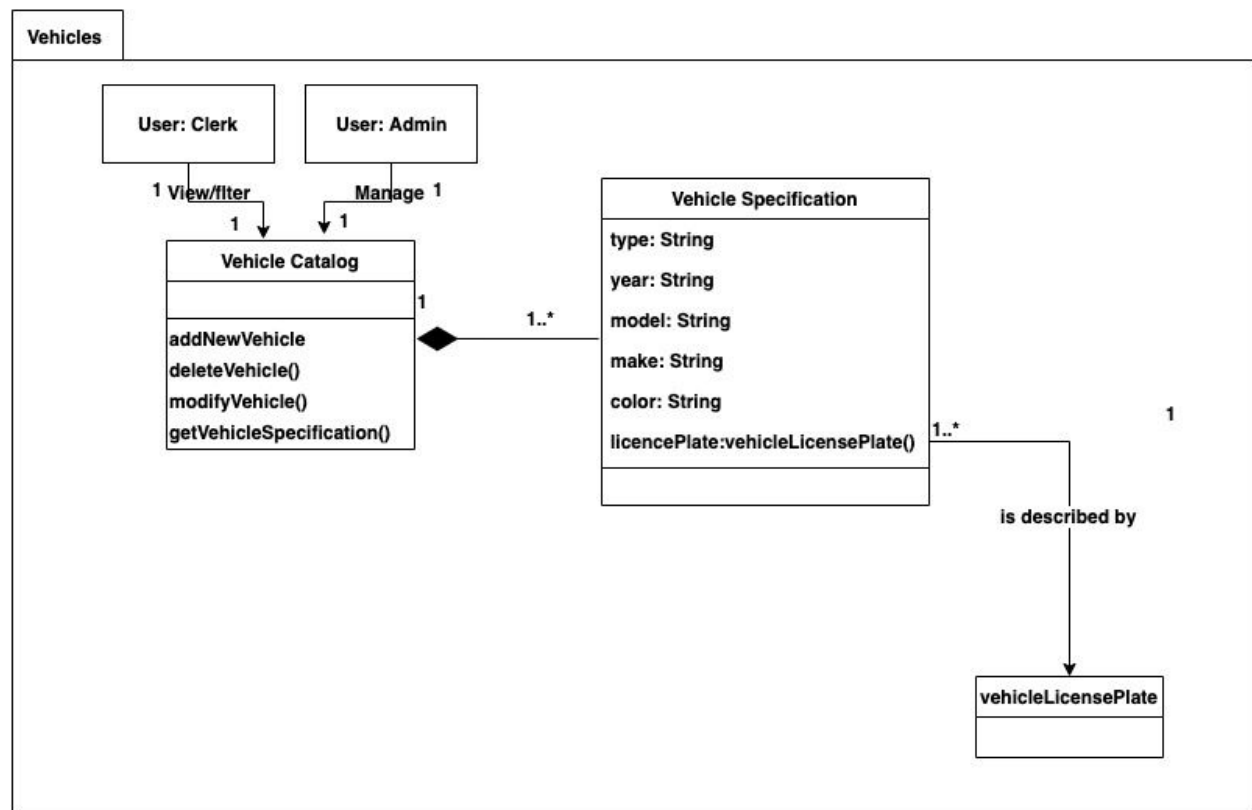 Vehicles
User: Clerk
User: Admin
1 View/flter
Manage 1
1
1
Vehicle Catalog
addNewVehicle
deleteVehicle()
modifyVehicle()
getVehicleSpecification()
1
1..*
Vehicle Specification
type: String
year: String
model: String
make: String
color: String
licencePlate:vehicleLicensePlate()
1..*
1
is described by
vehicleLicensePlate